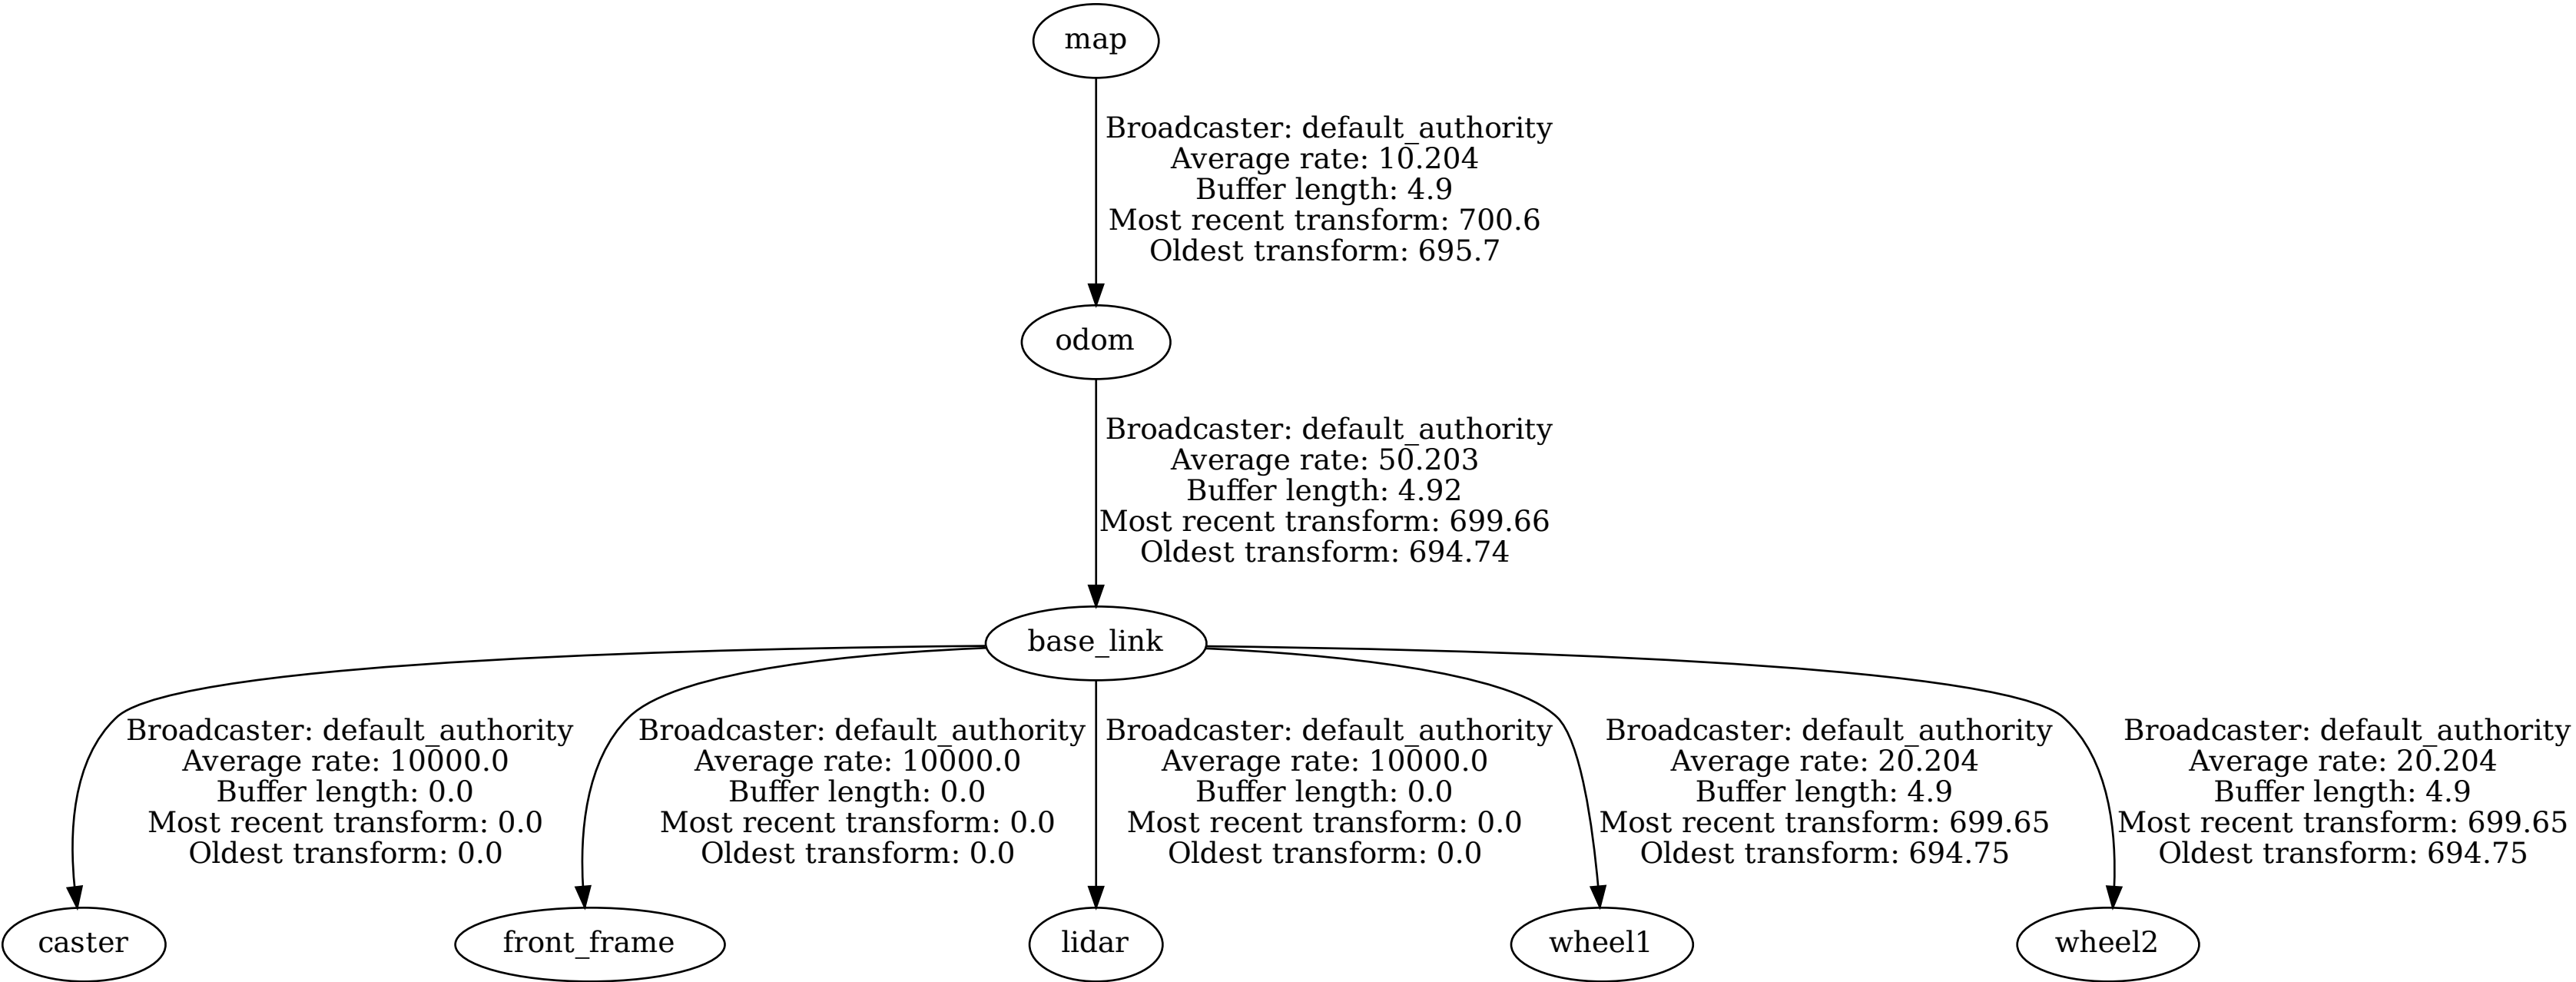 map
Broadcaster: default_authority
Average rate: 10.204
Buffer length: 4.9
Most recent transform: 700.6
Oldest transform: 695.7
odom
Broadcaster: default_authority
Average rate: 50.203
Buffer length: 4.92
Most recent transform: 699.66
Oldest transform: 694.74
base_link
Broadcaster: default_authority
Average rate: 10000.0
Buffer length: 0.0
Most recent transform: 0.0
Oldest transform: 0.0
Broadcaster: default_authority
Average rate: 10000.0
Buffer length: 0.0
Most recent transform: 0.0
Oldest transform: 0.0
Broadcaster: default_authority
Average rate: 10000.0
Buffer length: 0.0
Most recent transform: 0.0
Oldest transform: 0.0
Broadcaster: default_authority
Average rate: 20.204
Buffer length: 4.9
Most recent transform: 699.65
Oldest transform: 694.75
Broadcaster: default_authority
Average rate: 20.204
Buffer length: 4.9
Most recent transform: 699.65
Oldest transform: 694.75
caster
front_frame
lidar
wheel1
wheel2